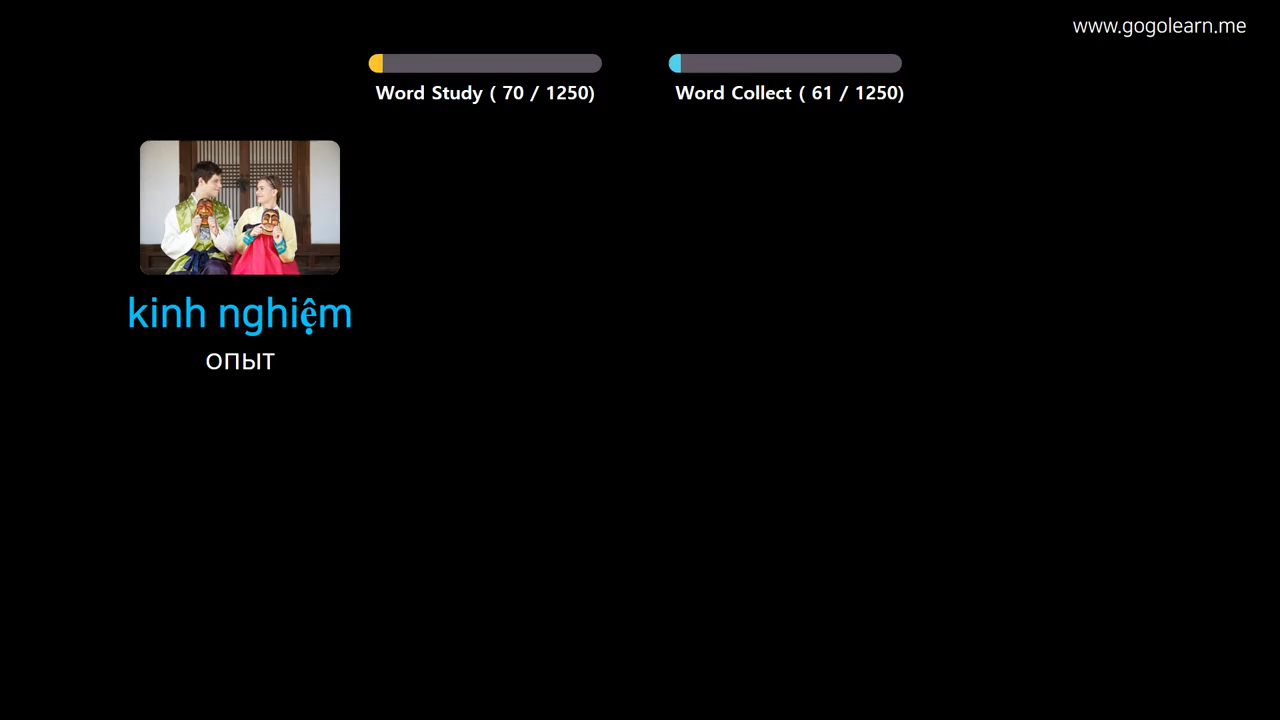 www.gogolearn.me
Word Study ( 70 / 1250)
Word Collect ( 61 / 1250)
kinh nghiệm
опыт